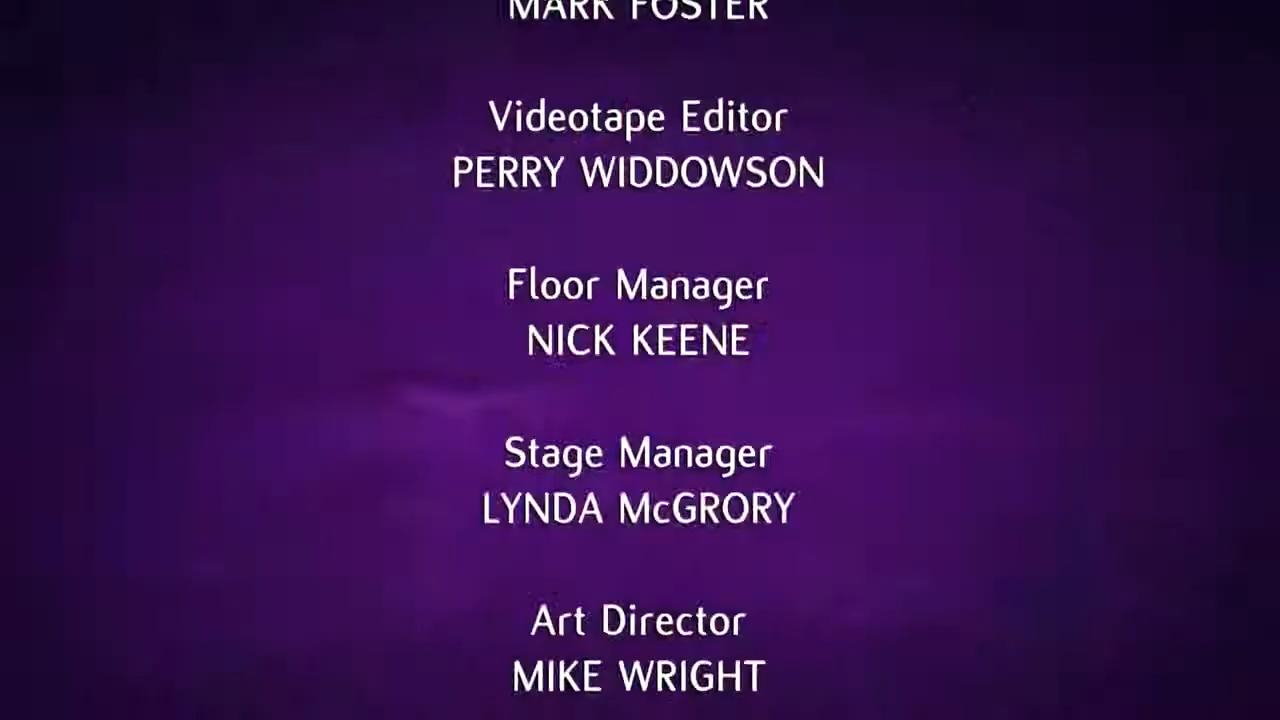 MARK FOSTER
Videotape Editor
PERRY WIDDOWSON
Floor Manager
NICK KEENE
Stage Manager
LYNDA McGRORY
Art Director
MIKE WRIGHT